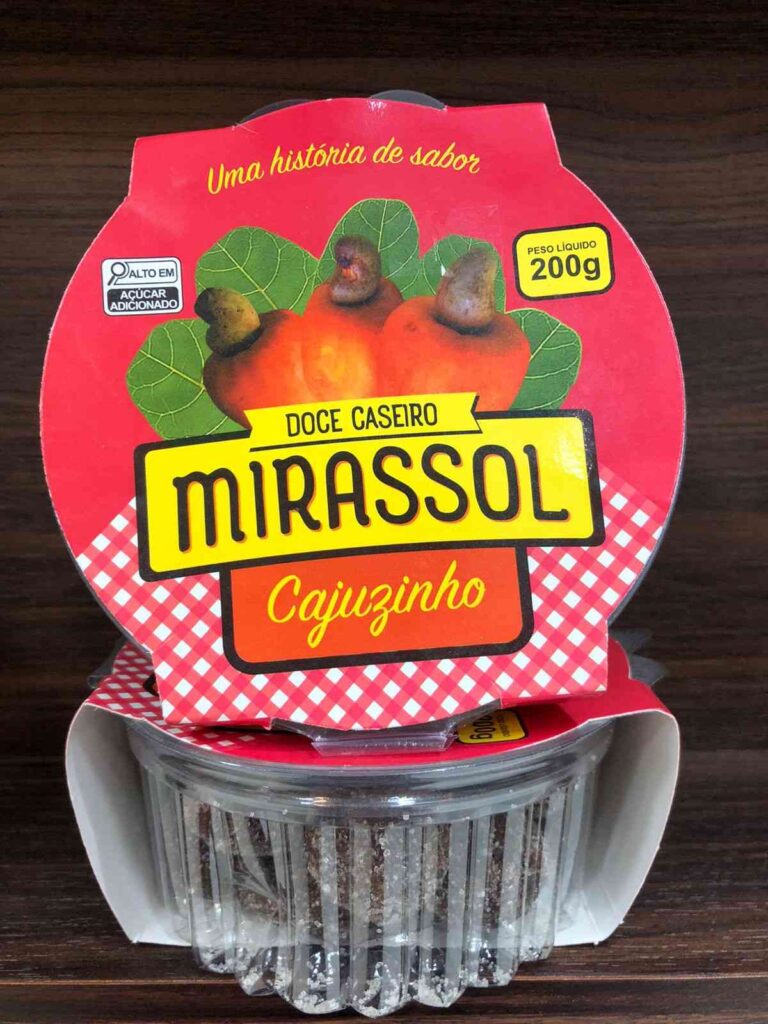 Uma história de sabor
ALTO EM
AÇÚCAR
ADICIONADO
PESO LÍQUIDO
200g
DOCE CASEIRO
MIRASSOL
Cajuzinho